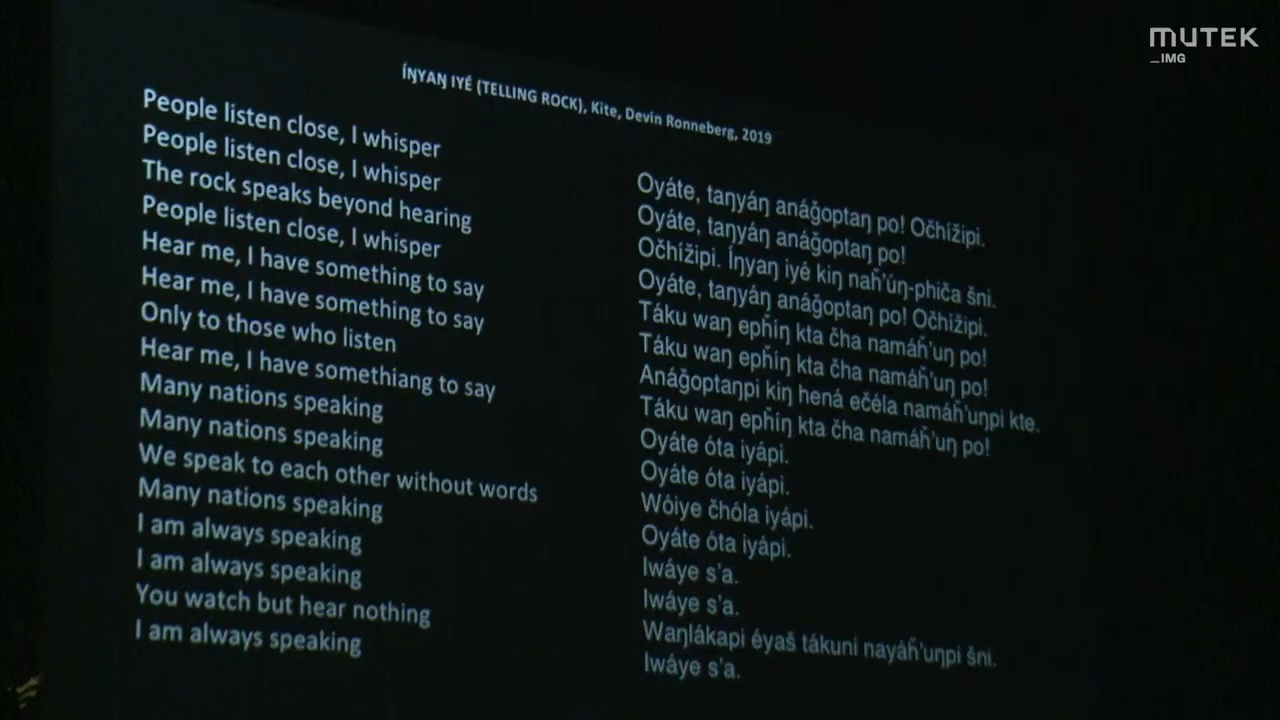 MUTEK
_IMG
ÍŊYAŊ IYÉ (TELLING ROCK), Kite, Devin Ronneberg, 2019
People listen close, I whisper
People listen close, I whisper
The rock speaks beyond hearing
People listen close, I whisper
Hear me, I have something to say
Hear me, I have something to say
Only to those who listen
Hear me, I have somethiang to say
Many nations speaking
Many nations speaking
We speak to each other without words
Many nations speaking
I am always speaking
I am always speaking
You watch but hear nothing
I am always speaking
Oyáte, taŋyáŋ anáǧoptaŋ po! Očhížipi.
Oyáte, taŋyáŋ anáǧoptaŋ po!
Očhížipi. Íŋyaŋ iyé kiŋ naȟ'úŋ-phiča šni.
Oyáte, taŋyáŋ anáǧoptaŋ po! Očhížipi.
Táku waŋ epȟíŋ kta čha namáȟ'uŋ po!
Táku waŋ epȟíŋ kta čha namáȟ'uŋ po!
Anáǧoptaŋpi kiŋ hená ečéla namáȟ'uŋpi kte.
Táku waŋ epȟíŋ kta čha namáȟ'uŋ po!
Oyáte óta iyápi.
Oyáte óta iyápi.
Wóiye čhóla iyápi.
Oyáte óta iyápi.
Iwáye s'a.
Iwáye s'a.
Waŋlákapi éyaš tákuni nayáȟ'uŋpi šni.
Iwáye s'a.